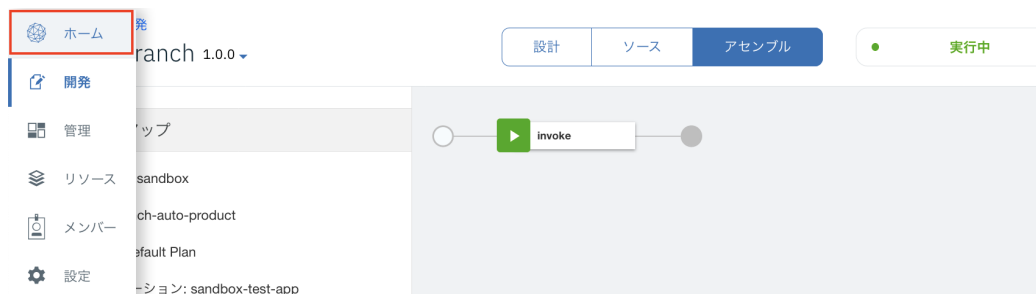 ホーム
開発
管理
リソース
メンバー
設定
発
ranch 1.0.0
設計
ソース
アセンブル
実行中
ップ
sandbox
ch-auto-product
efault Plan
ーション: sandbox-test-app
invoke